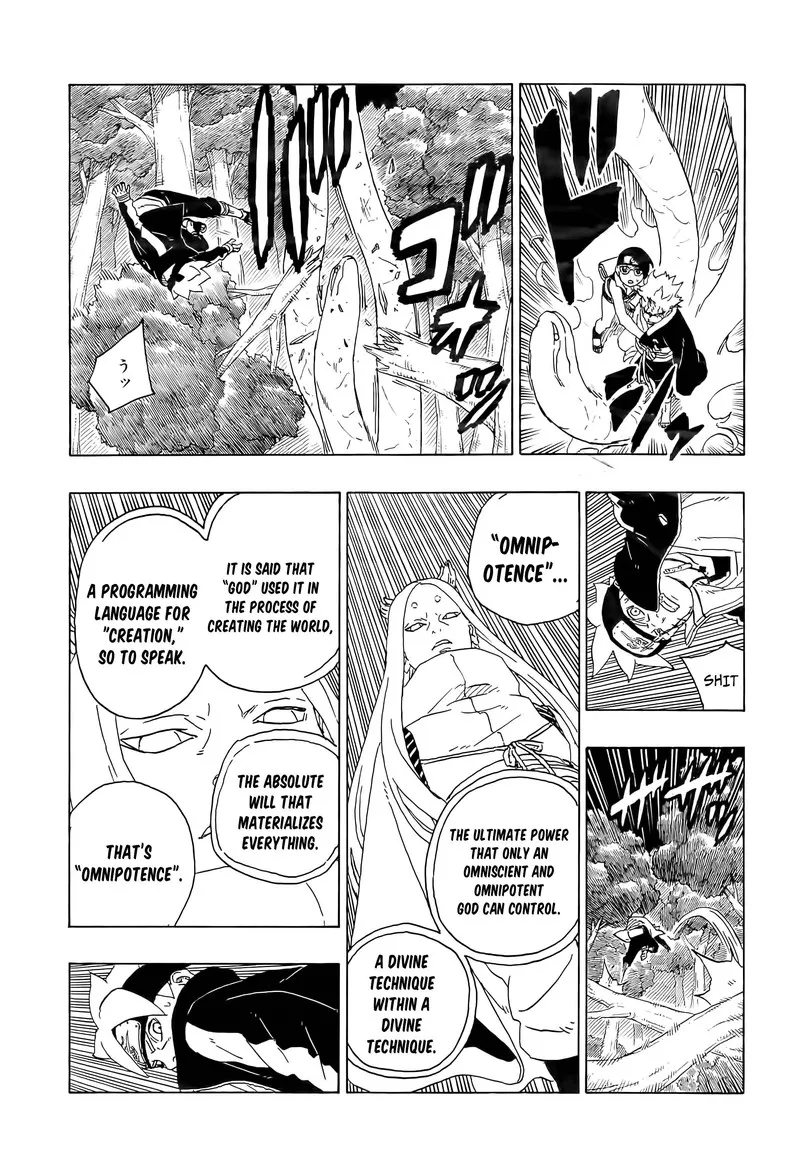 うッ
SHIT
"OMNIP-
OTENCE"...
THE ULTIMATE POWER
THAT ONLY AN
OMNISCIENT AND
OMNIPOTENT
GOD CAN CONTROL.
A DIVINE
TECHNIQUE
WITHIN A
DIVINE
TECHNIQUE.
IT IS SAID THAT
"GOD" USED IT IN
THE PROCESS OF
CREATING THE WORLD,
A PROGRAMMING
LANGUAGE FOR
"CREATION,"
SO TO SPEAK.
THE ABSOLUTE
WILL THAT
MATERIALIZES
EVERYTHING.
THAT'S
"OMNIPOTENCE".